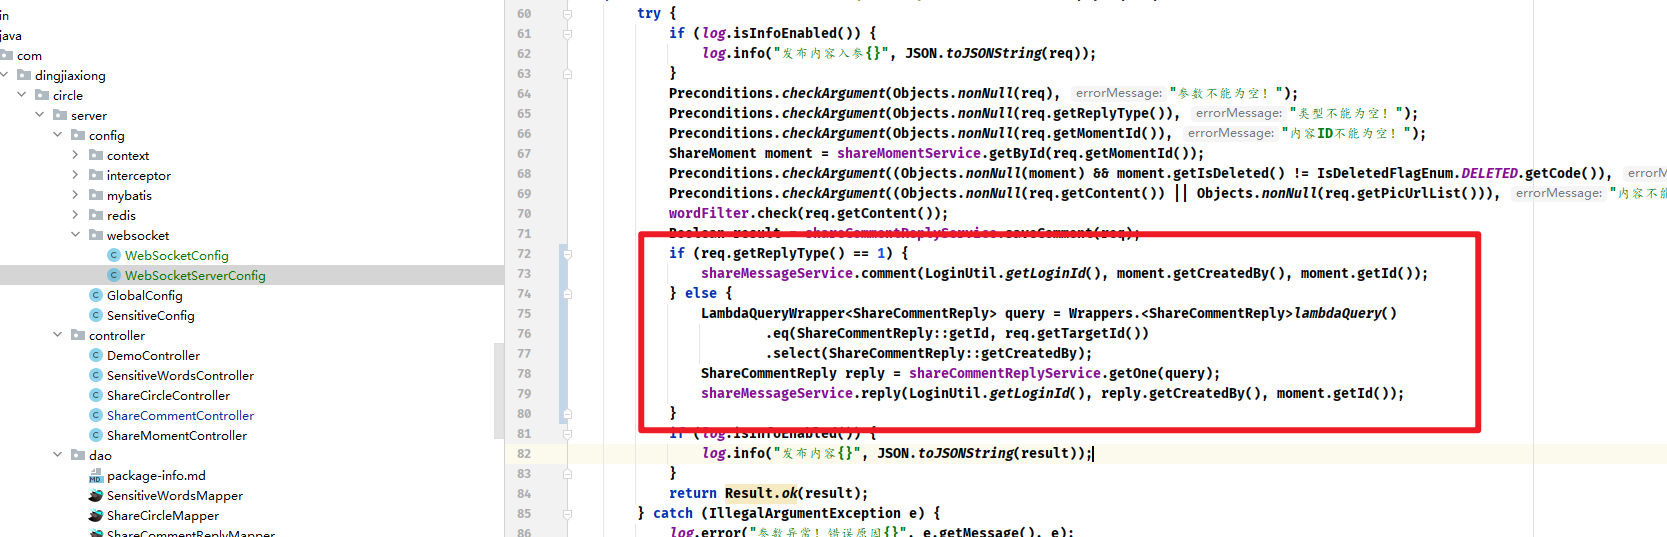 in
java
com
dingjiaxiong
circle
server
config
context
interceptor
mybatis
redis
websocket
WebSocketConfig
WebSocketServerConfig
GlobalConfig
SensitiveConfig
controller
DemoController
SensitiveWordsController
ShareCircleController
ShareCommentController
ShareMomentController
dao
package-info.md
SensitiveWordsMapper
ShareCircleMapper
ShareCommentReplyMapper
60 try {
61 if (log.isInfoEnabled()) {
62 log.info("发布内容入参{}", JSON.toJSONString(req));
63 }
64 Preconditions.checkArgument(Objects.nonNull(req), errorMessage: "参数不能为空！");
65 Preconditions.checkArgument(Objects.nonNull(req.getReplyType()), errorMessage: "类型不能为空！");
66 Preconditions.checkArgument(Objects.nonNull(req.getMomentId()), errorMessage: "内容ID不能为空！");
67 ShareMoment moment = shareMomentService.getById(req.getMomentId());
68 Preconditions.checkArgument((Objects.nonNull(moment) && moment.getIsDeleted() != IsDeletedFlagEnum.DELETED.getCode()), errorM
69 Preconditions.checkArgument((Objects.nonNull(req.getContent()) || Objects.nonNull(req.getPicUrlList())), errorMessage: "内容不能
70 wordFilter.check(req.getContent());
71 Boolean result = shareCommentReplyService.saveComment(req);
72 if (req.getReplyType() == 1) {
73 shareMessageService.comment(LoginUtil.getLoginId(), moment.getCreatedBy(), moment.getId());
74 } else {
75 LambdaQueryWrapper<ShareCommentReply> query = Wrappers.<ShareCommentReply>lambdaQuery()
76 .eq(ShareCommentReply::getId, req.getTargetId())
77 .select(ShareCommentReply::getCreatedBy);
78 ShareCommentReply reply = shareCommentReplyService.getOne(query);
79 shareMessageService.reply(LoginUtil.getLoginId(), reply.getCreatedBy(), moment.getId());
80 }
81 if (log.isInfoEnabled()) {
82 log.info("发布内容{}", JSON.toJSONString(result));
83 }
84 return Result.ok(result);
85 } catch (IllegalArgumentException e) {
86 log.error("参数异常！错误原因{}", e.getMessage(), e);